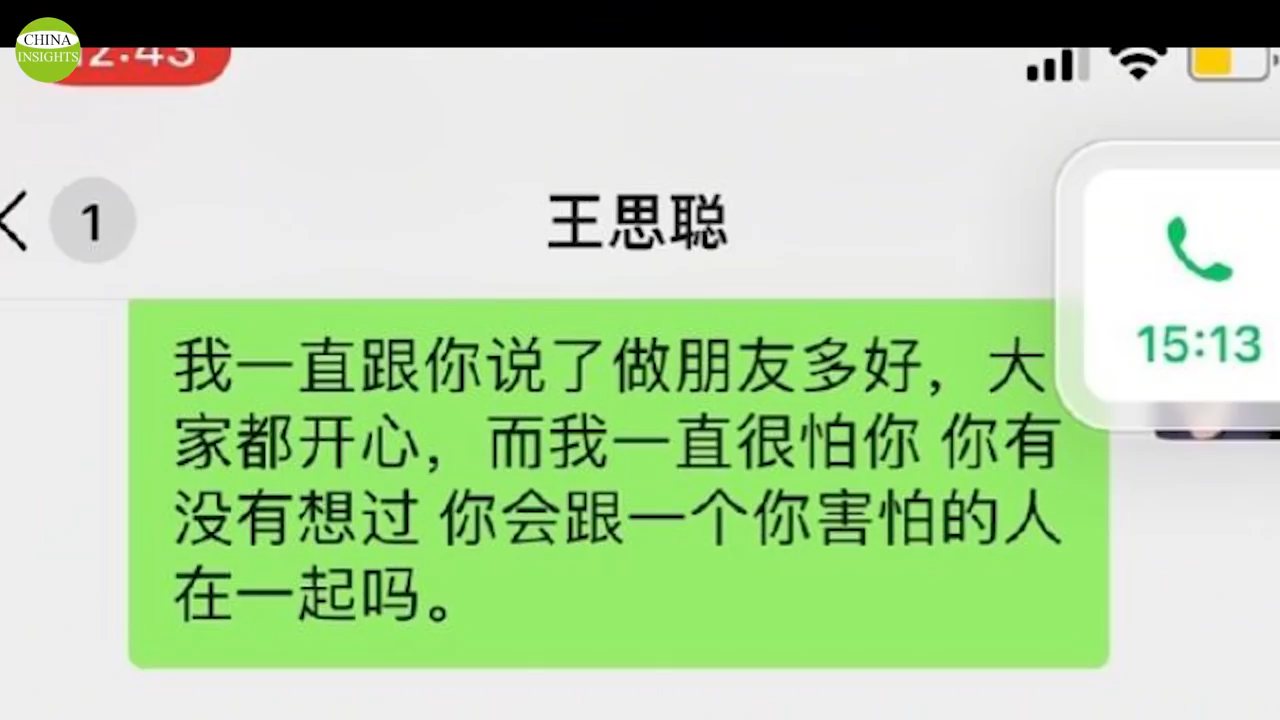 CHINA
INSIGHTS
2:43
1
王思聪
15:13
我一直跟你说了做朋友多好，大
家都开心，而我一直很怕你 你有
没有想过 你会跟一个你害怕的人
在一起吗。